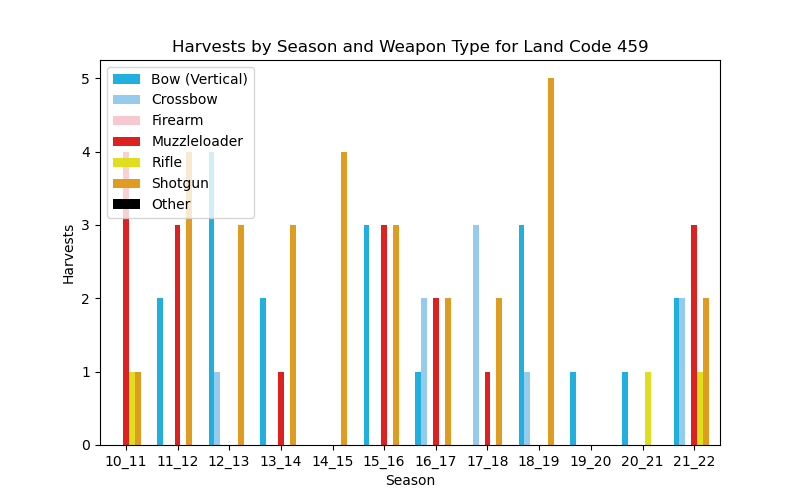 Harvests by Season and Weapon Type for Land Code 459
Bow (Vertical)
Crossbow
Firearm
Muzzleloader
Rifle
Shotgun
Other
5
4
3
2
1
0
Harvests
10_11 11_12 12_13 13_14 14_15 15_16 16_17 17_18 18_19 19_20 20_21 21_22
Season